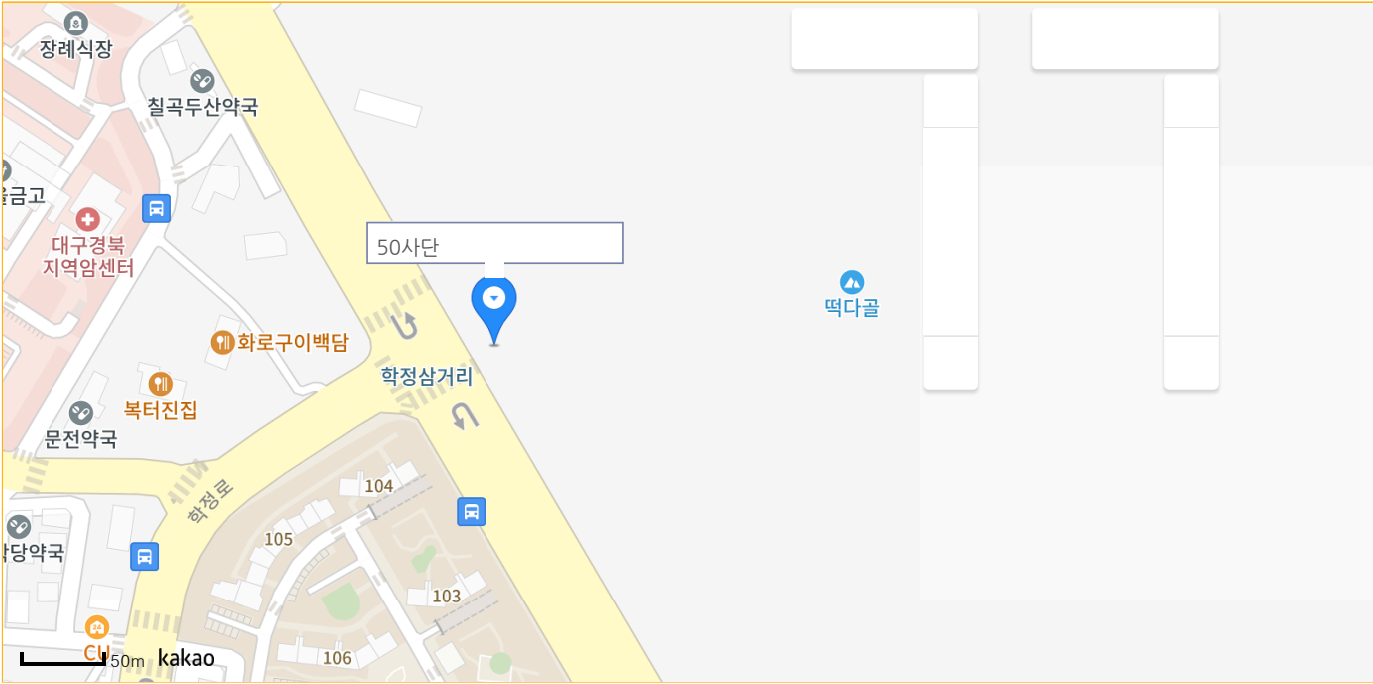 장례식장
칠곡두산약국
금고
대구경북
지역암센터
50사단
떡다골
화로구이백담
학정삼거리
복터진집
문전약국
104
학정로
105
당약국
103
CU
106
50m
kakao